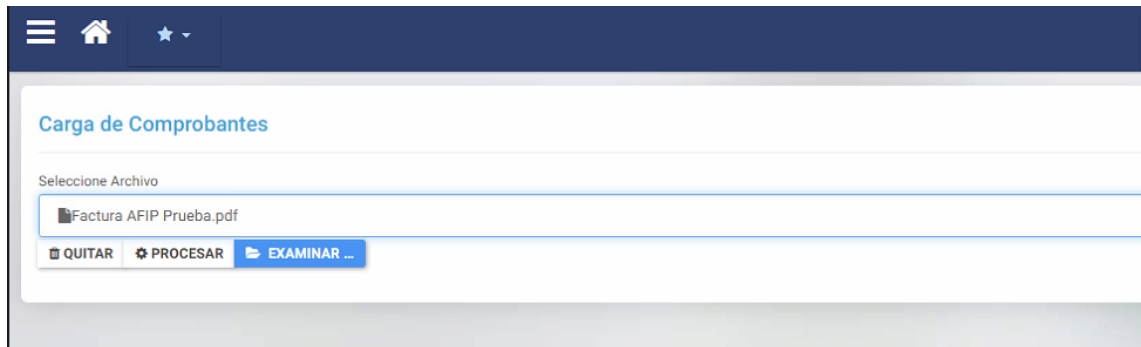 Carga de Comprobantes
Seleccione Archivo
Factura AFIP Prueba.pdf
QUITAR PROCESAR EXAMINAR ...